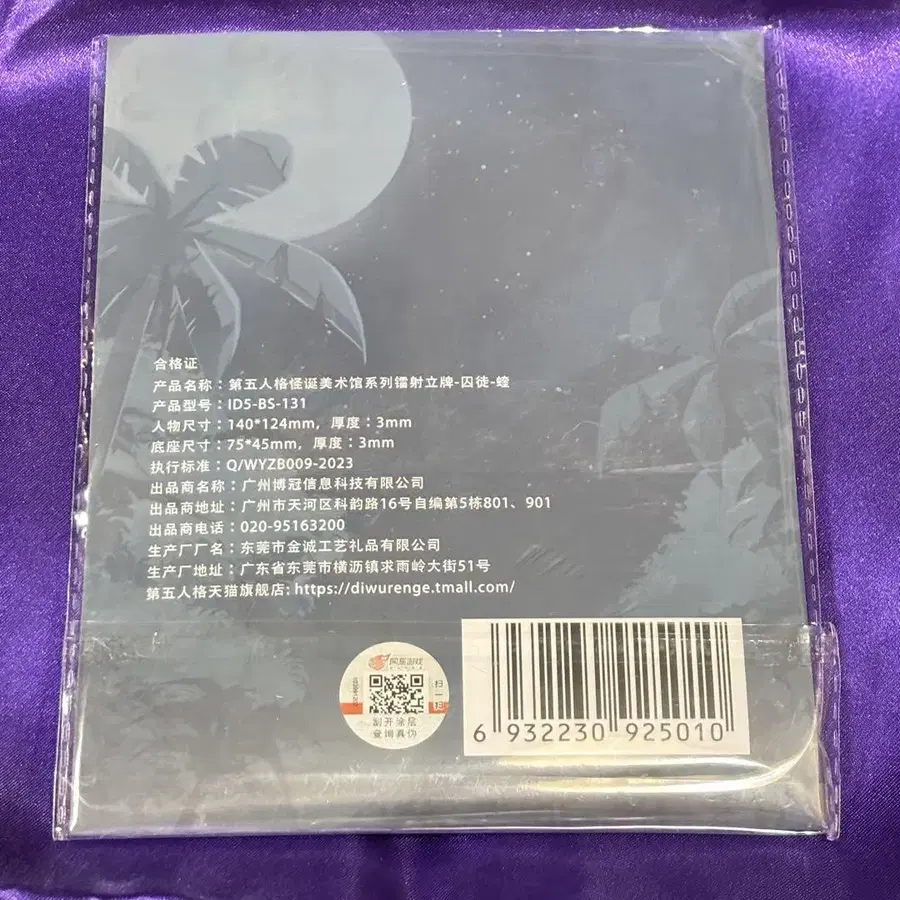 合格证
产品名称：第五人格怪诞美术馆系列镭射立牌-囚徒-蝰
产品型号：ID5-BS-131
人物尺寸：140*124mm，厚度：3mm
底座尺寸：75*45mm，厚度：3mm
执行标准：Q/WYZB009-2023
出品商名称：广州博冠信息科技有限公司
出品商地址：广州市天河区科韵路16号自编第5栋801、901
出品商电话：020-95163200
生产厂厂名：东莞市金诚工艺礼品有限公司
生产厂地址：广东省东莞市横沥镇求雨岭大街51号
第五人格天猫旗舰店: https://diwurenge.tmall.com/
网易游戏
扫一扫
刮开涂层
查询真伪
6 932230 925010